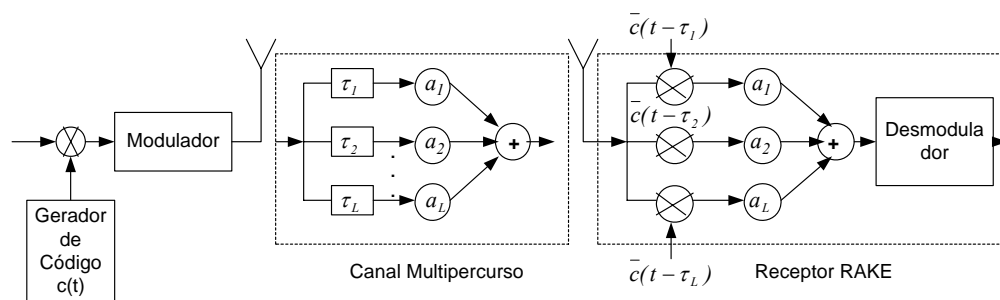 c̅(t-τ₁)
τ₁
a₁
a₁
c̅(t-τ₂)
Modulador
τ₂
a₂
+
a₂
+
Desmodula
dor
τL
aL
aL
Gerador
de
Código
c(t)
c̅(t-τL)
Canal Multipercurso
Receptor RAKE